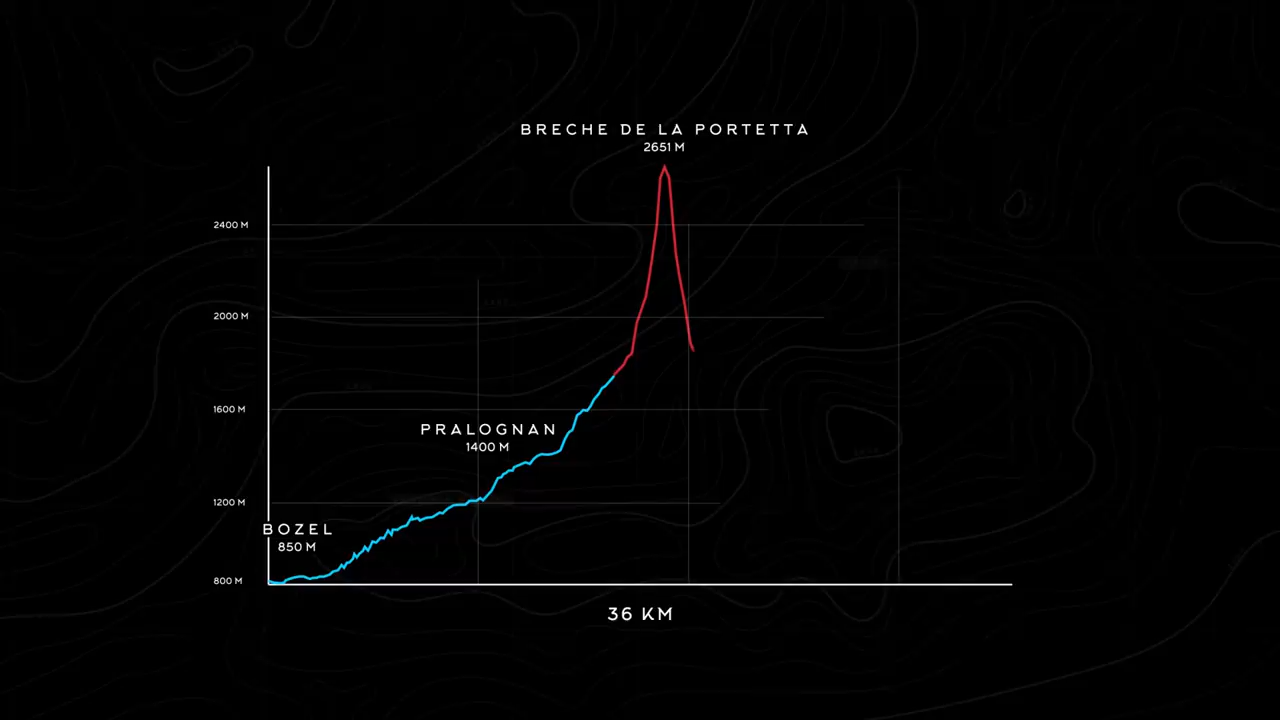 BRECHE DE LA PORTETTA
2651 M
2400 M
2000 M
1600 M
PRALOGNAN
1400 M
1200 M
BOZEL
850 M
800 M
36 KM